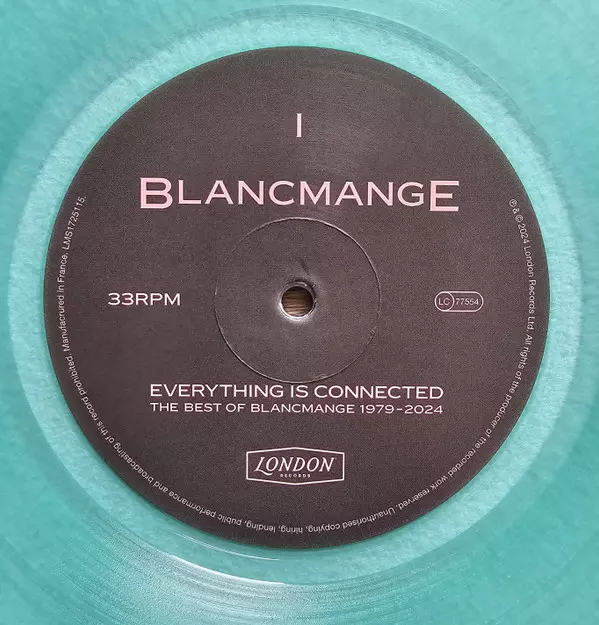 I
BLANCMANGE
33RPM
LC 77554
EVERYTHING IS CONNECTED
THE BEST OF BLANCMANGE 1979-2024
LONDON
RECORDS
℗ & © 2024 London Records Ltd. All rights of the producer of the recorded work reserved. Unauthorised copying, hiring, lending, public performance and broadcasting of this record prohibited. Manufactured in France. LMS1725115.